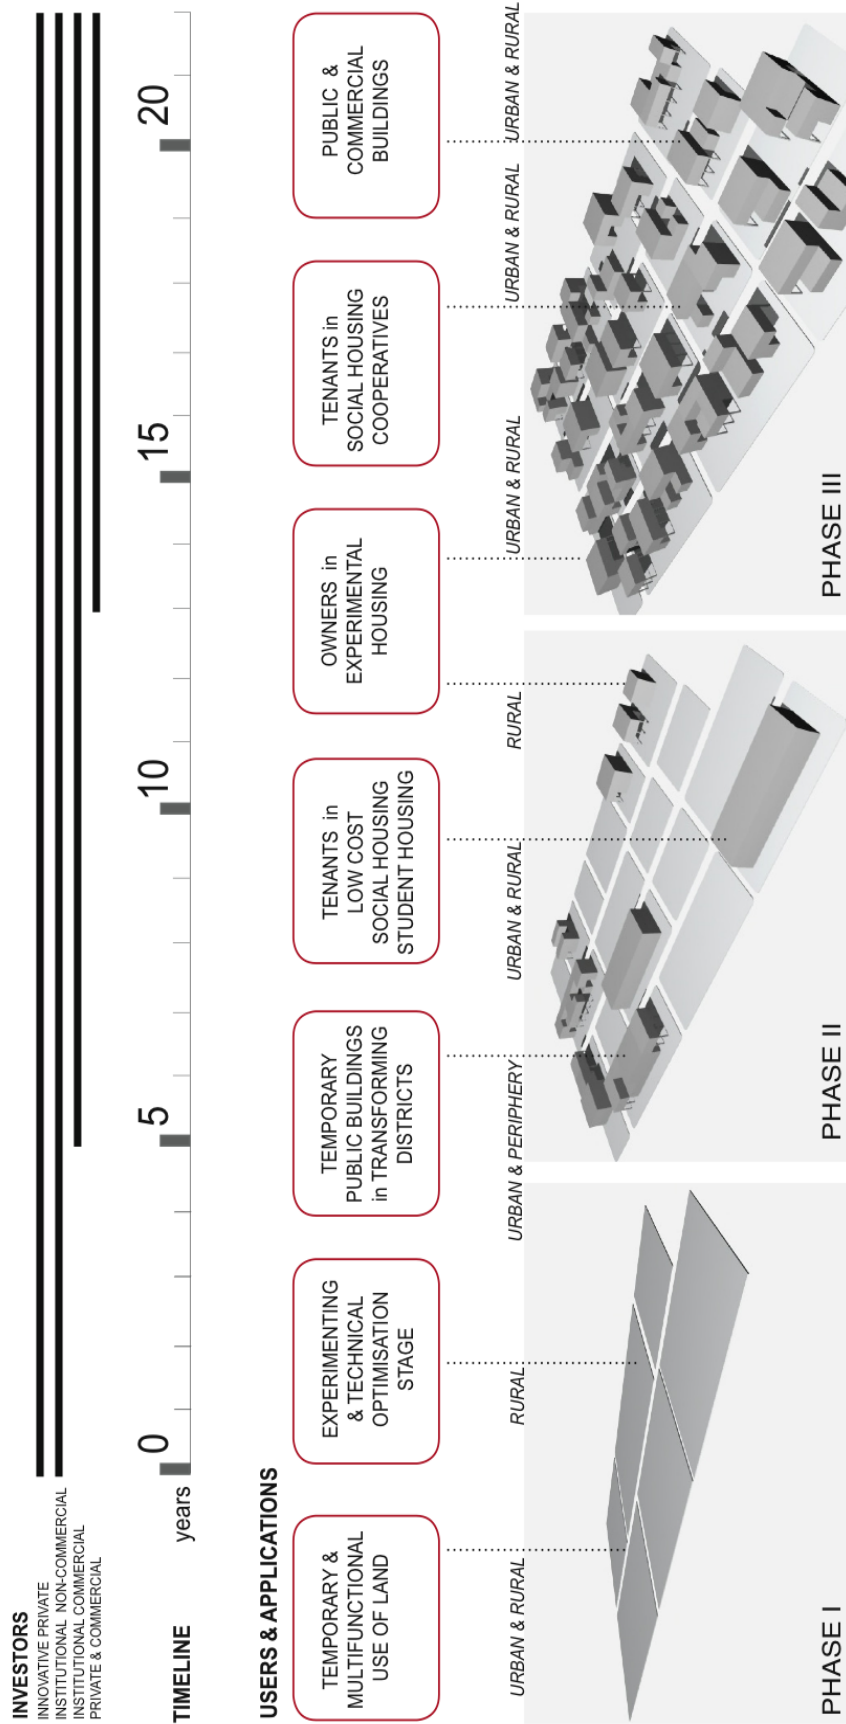 INVESTORS
INNOVATIVE PRIVATE
INSTITUTIONAL NON-COMMERCIAL
INSTITUTIONAL COMMERCIAL
PRIVATE & COMMERCIAL
TIMELINE
years
0
5
10
15
20
USERS & APPLICATIONS
TEMPORARY &
MULTIFUNCTIONAL
USE OF LAND
EXPERIMENTING
& TECHNICAL
OPTIMISATION
STAGE
TEMPORARY
PUBLIC BUILDINGS
in TRANSFORMING
DISTRICTS
TENANTS in
LOW COST
SOCIAL HOUSING
STUDENT HOUSING
OWNERS in
EXPERIMENTAL
HOUSING
TENANTS in
SOCIAL HOUSING
COOPERATIVES
PUBLIC &
COMMERCIAL
BUILDINGS
URBAN & RURAL
RURAL
URBAN & PERIPHERY
URBAN & RURAL
RURAL
URBAN & RURAL
URBAN & RURAL
URBAN & RURAL
PHASE I
PHASE II
PHASE III